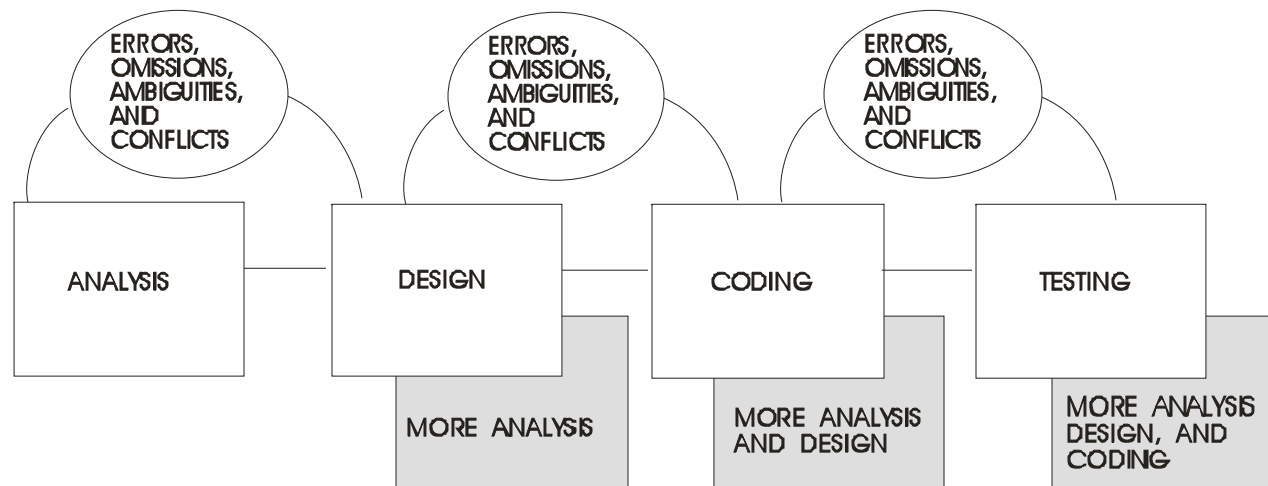 ERRORS,
OMISSIONS,
AMBIGUITIES,
AND
CONFLICTS
ERRORS,
OMISSIONS,
AMBIGUITIES,
AND
CONFLICTS
ERRORS,
OMISSIONS,
AMBIGUITIES,
AND
CONFLICTS
ANALYSIS
DESIGN
CODING
TESTING
MORE ANALYSIS
MORE ANALYSIS
AND DESIGN
MORE ANALYSIS
DESIGN, AND
CODING